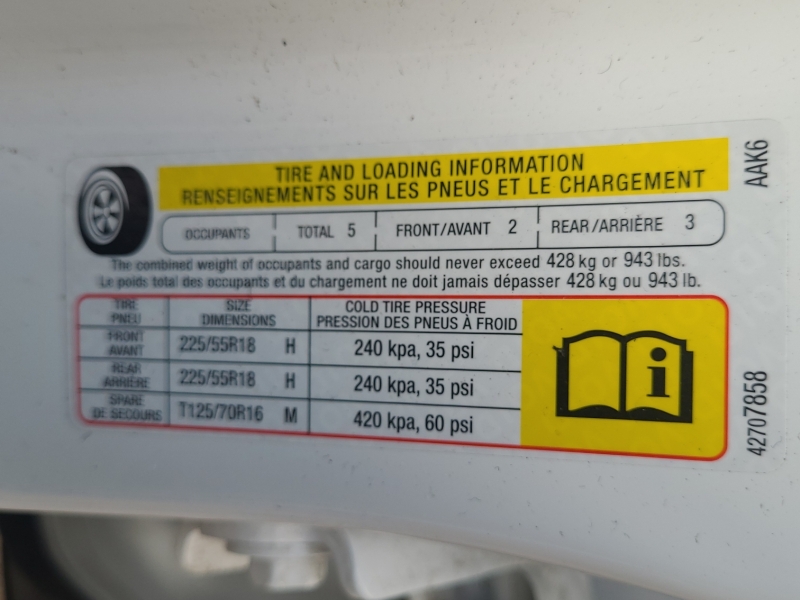 TIRE AND LOADING INFORMATION
RENSEIGNEMENTS SUR LES PNEUS ET LE CHARGEMENT
OCCUPANTS TOTAL 5 FRONT/AVANT 2 REAR/ARRIÈRE 3
The combined weight of occupants and cargo should never exceed 428 kg or 943 lbs.
Le poids total des occupants et du chargement ne doit jamais dépasser 428 kg ou 943 lb.
TIRE SIZE COLD TIRE PRESSURE
PNEU DIMENSIONS PRESSION DES PNEUS À FROID
FRONT
AVANT 225/55R18 H 240 kpa, 35 psi
REAR
ARRIÈRE 225/55R18 H 240 kpa, 35 psi
SPARE
DE SECOURS T125/70R16 M 420 kpa, 60 psi
i
AAK6
42707858